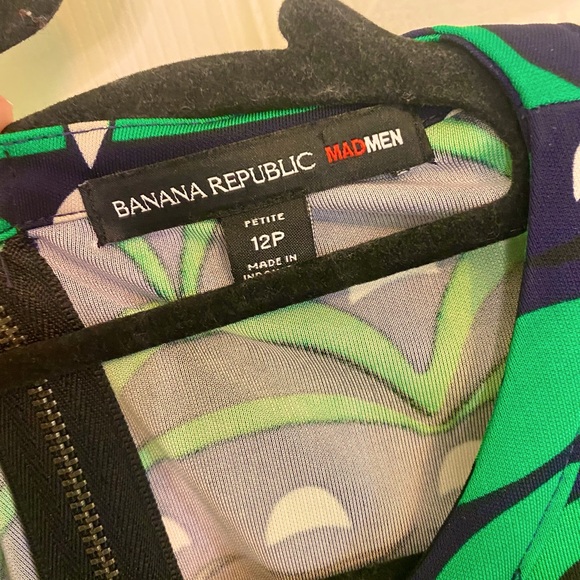 BANANA REPUBLIC MADMEN
PETITE
12P
MADE IN